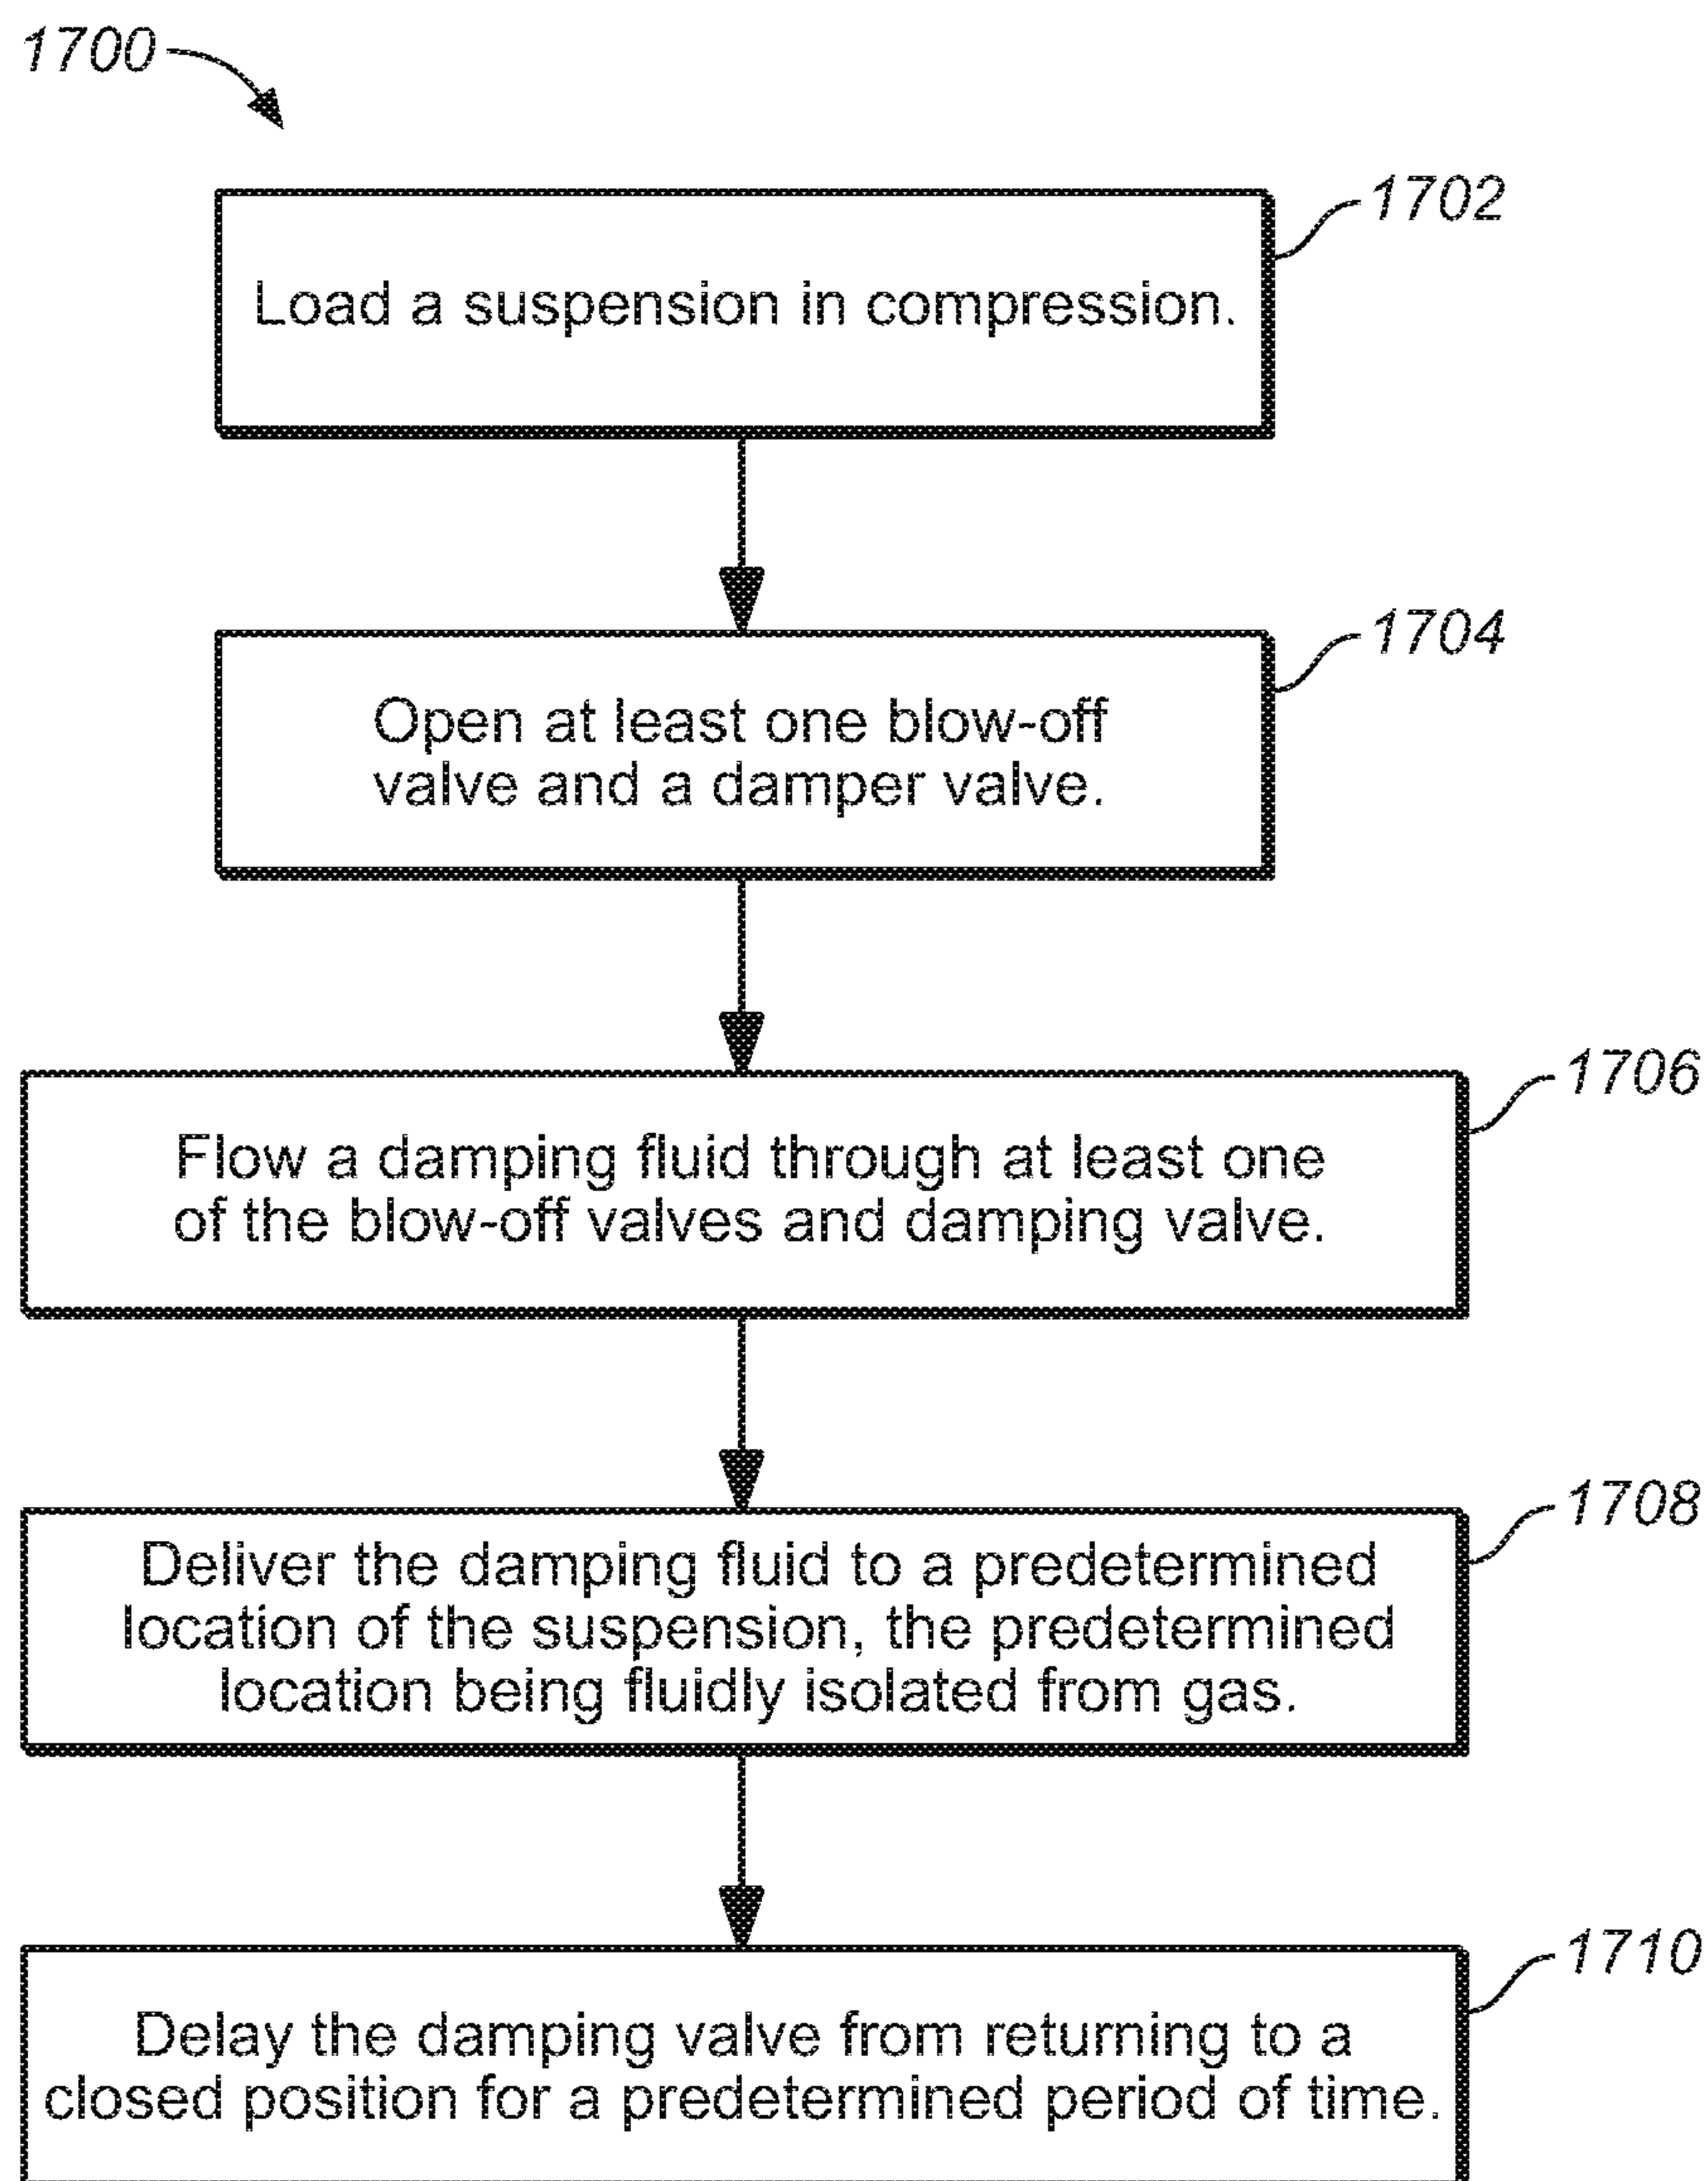 1700
1702
Load a suspension in compression.
1704
Open at least one blow-off
valve and a damper valve.
1706
Flow a damping fluid through at least one
of the blow-off valves and damping valve.
1708
Deliver the damping fluid to a predetermined
location of the suspension, the predetermined
location being fluidly isolated from gas.
1710
Delay the damping valve from returning to a
closed position for a predetermined period of time.